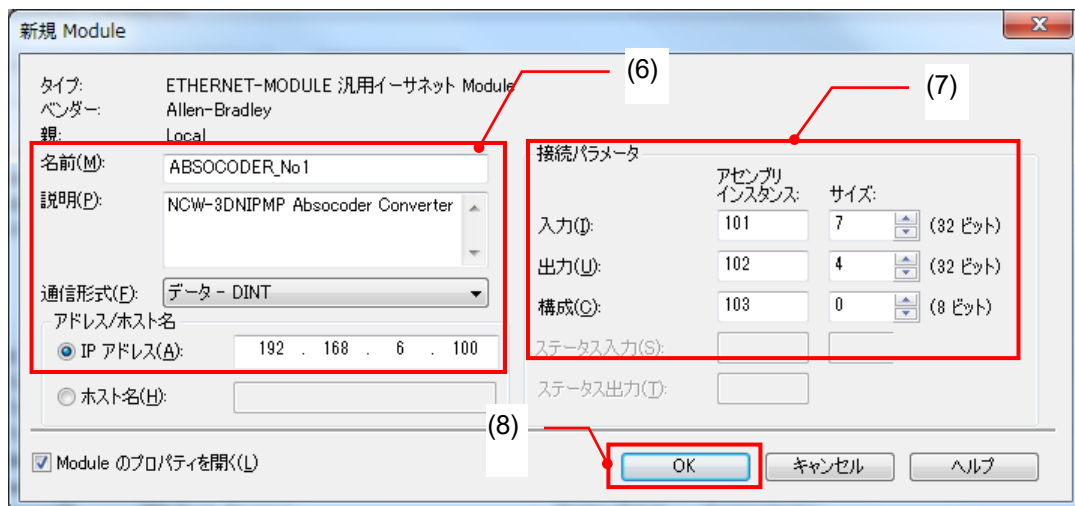 新規 Module
タイプ: ETHERNET-MODULE 汎用イーサネット Module
ベンダー: Allen-Bradley
親: Local
(6)
(7)
名前(M): ABSOCODER_No1
説明(P): NCW-3DNIPMP Absocoder Converter
通信形式(F): データ - DINT
アドレス/ホスト名
IP アドレス(A): 192 . 168 . 6 . 100
ホスト名(H):
接続パラメータ
アセンブリ
インスタンス: サイズ:
入力(I): 101 7 (32 ビット)
出力(U): 102 4 (32 ビット)
構成(C): 103 0 (8 ビット)
ステータス入力(S):
ステータス出力(T):
(8)
Module のプロパティを開く(L)
OK キャンセル ヘルプ